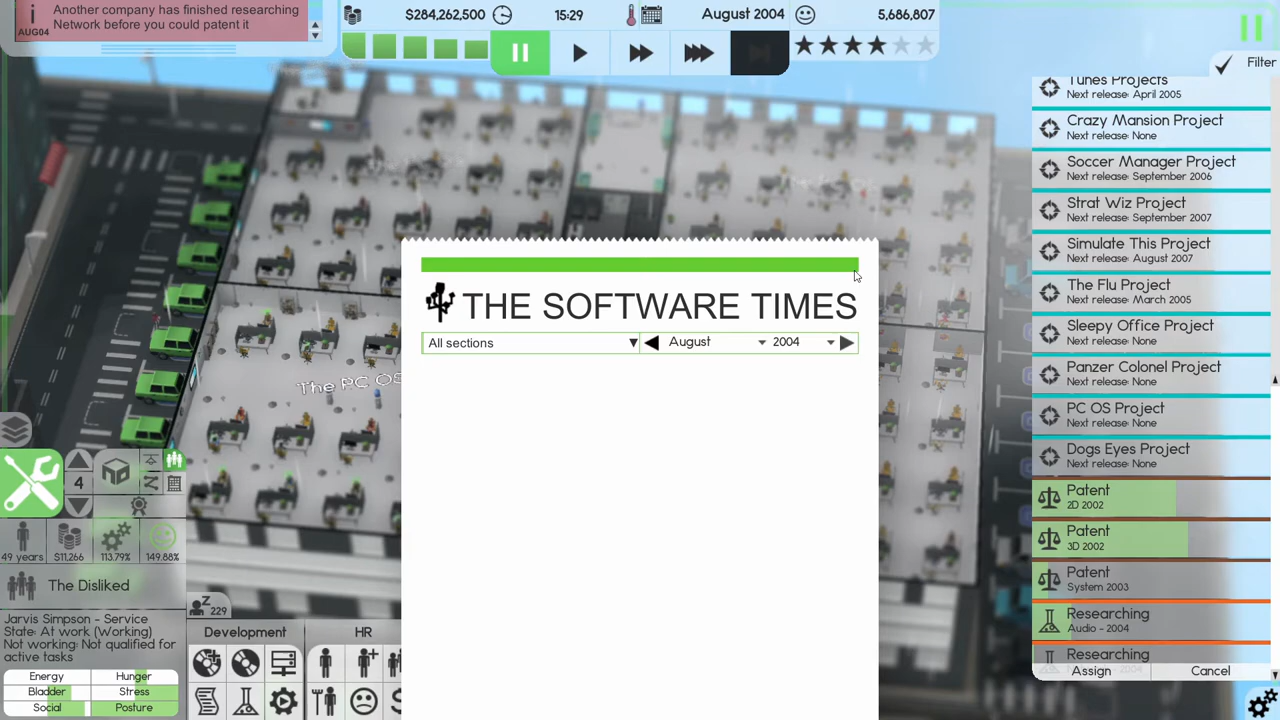 Another company has finished researching
Network before you could patent it
AUG04
$284,262,500
15:29
August 2004
5,686,807
Filter
Tunes Projects
Next release: April 2005
Crazy Mansion Project
Next release: None
Soccer Manager Project
Next release: September 2006
Strat Wiz Project
Next release: September 2007
Simulate This Project
Next release: August 2007
The Flu Project
Next release: March 2005
Sleepy Office Project
Next release: None
Panzer Colonel Project
Next release: None
PC OS Project
Next release: None
Dogs Eyes Project
Next release: None
Patent
2D 2002
Patent
3D 2002
Patent
System 2003
Researching
Audio - 2004
Researching
Assign
Cancel
THE SOFTWARE TIMES
All sections
August
2004
The PC OS
4
49 years
$11,266
113.79%
149.88%
The Disliked
Jarvis Simpson - Service
State: At work (Working)
Not working: Not qualified for
active tasks
Energy
Hunger
Bladder
Stress
Social
Posture
Z
229
Development
HR